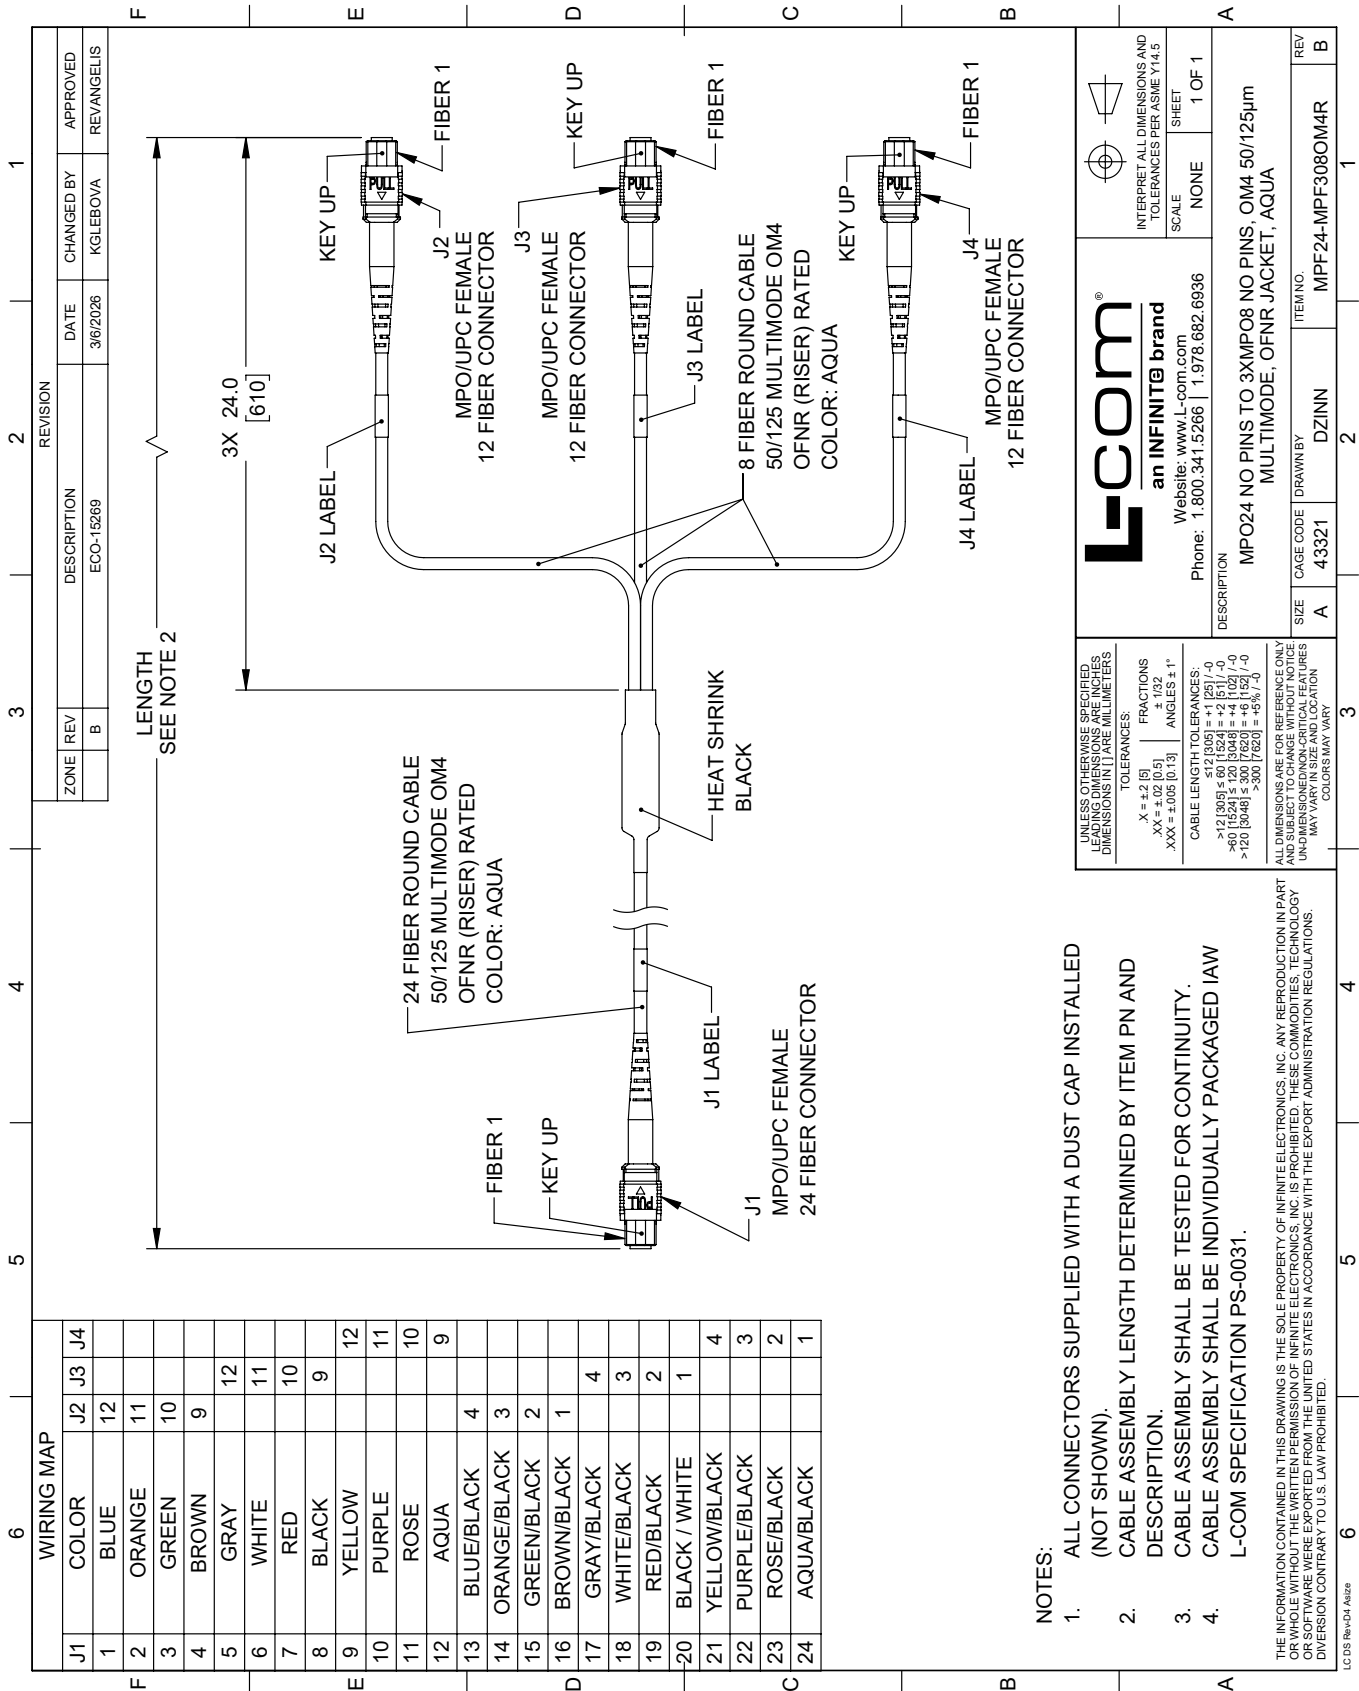 6 5 4 3 2 1
F
E
D
C
B
A
REVISION
ZONE REV DESCRIPTION DATE CHANGED BY APPROVED
B ECO-15269 3/6/2026 KGLEBOVA REVANGELIS
WIRING MAP
J1 COLOR J2 J3 J4
1 BLUE 12
2 ORANGE 11
3 GREEN 10
4 BROWN 9
5 GRAY 12
6 WHITE 11
7 RED 10
8 BLACK 9
9 YELLOW 12
10 PURPLE 11
11 ROSE 10
12 AQUA 9
13 BLUE/BLACK 4
14 ORANGE/BLACK 3
15 GREEN/BLACK 2
16 BROWN/BLACK 1
17 GRAY/BLACK 4
18 WHITE/BLACK 3
19 RED/BLACK 2
20 BLACK / WHITE 1
21 YELLOW/BLACK 4
22 PURPLE/BLACK 3
23 ROSE/BLACK 2
24 AQUA/BLACK 1
LENGTH
SEE NOTE 2
3X 24.0
[610]
KEY UP
PULL
FIBER 1
J2
MPO/UPC FEMALE
12 FIBER CONNECTOR
J2 LABEL
KEY UP
PULL
FIBER 1
J3
MPO/UPC FEMALE
12 FIBER CONNECTOR
J3 LABEL
8 FIBER ROUND CABLE
50/125 MULTIMODE OM4
OFNR (RISER) RATED
COLOR: AQUA
KEY UP
PULL
FIBER 1
J4
MPO/UPC FEMALE
12 FIBER CONNECTOR
J4 LABEL
24 FIBER ROUND CABLE
50/125 MULTIMODE OM4
OFNR (RISER) RATED
COLOR: AQUA
HEAT SHRINK
BLACK
FIBER 1
KEY UP
PULL
J1 LABEL
J1
MPO/UPC FEMALE
24 FIBER CONNECTOR
NOTES:
1. ALL CONNECTORS SUPPLIED WITH A DUST CAP INSTALLED
(NOT SHOWN).
2. CABLE ASSEMBLY LENGTH DETERMINED BY ITEM PN AND
DESCRIPTION.
3. CABLE ASSEMBLY SHALL BE TESTED FOR CONTINUITY.
4. CABLE ASSEMBLY SHALL BE INDIVIDUALLY PACKAGED IAW
L-COM SPECIFICATION PS-0031.
THE INFORMATION CONTAINED IN THIS DRAWING IS THE SOLE PROPERTY OF INFINITE ELECTRONICS, INC. ANY REPRODUCTION IN PART
OR WHOLE WITHOUT THE WRITTEN PERMISSION OF INFINITE ELECTRONICS, INC. IS PROHIBITED. THESE COMMODITIES, TECHNOLOGY
OR SOFTWARE WERE EXPORTED FROM THE UNITED STATES IN ACCORDANCE WITH THE EXPORT ADMINISTRATION REGULATIONS.
DIVERSION CONTRARY TO U.S. LAW PROHIBITED.
UNLESS OTHERWISE SPECIFIED
LEADING DIMENSIONS ARE INCHES
DIMENSIONS IN [ ] ARE MILLIMETERS
TOLERANCES:
.X = ±.2 [5] FRACTIONS
.XX = ±.02 [0.5] ± 1/32
.XXX = ±.005 [0.13] ANGLES ± 1°
CABLE LENGTH TOLERANCES:
≤12 [305] = +1 [25] / -0
>12 [305] ≤ 60 [1524] = +2 [51] / -0
>60 [1524] ≤ 120 [3048] = +4 [102] / -0
>120 [3048] ≤ 300 [7620] = +6 [152] / -0
>300 [7620] = +5% / -0
ALL DIMENSIONS ARE FOR REFERENCE ONLY
AND SUBJECT TO CHANGE WITHOUT NOTICE.
UN-DIMENSIONED/NON-CRITICAL FEATURES
MAY VARY IN SIZE AND LOCATION
COLORS MAY VARY
L-com®
an INFINITE brand
Website: www.L-com.com
Phone: 1.800.341.5266 | 1.978.682.6936
INTERPRET ALL DIMENSIONS AND
TOLERANCES PER ASME Y14.5
SCALE SHEET
NONE 1 OF 1
DESCRIPTION
MPO24 NO PINS TO 3XMPO8 NO PINS, OM4 50/125µm
MULTIMODE, OFNR JACKET, AQUA
SIZE CAGE CODE DRAWN BY ITEM NO. REV
A 43321 DZINN MPF24-MPF308OM4R B
F
E
D
C
B
A
6 5 4 3 2 1
LC DS Rev-D4 Asize